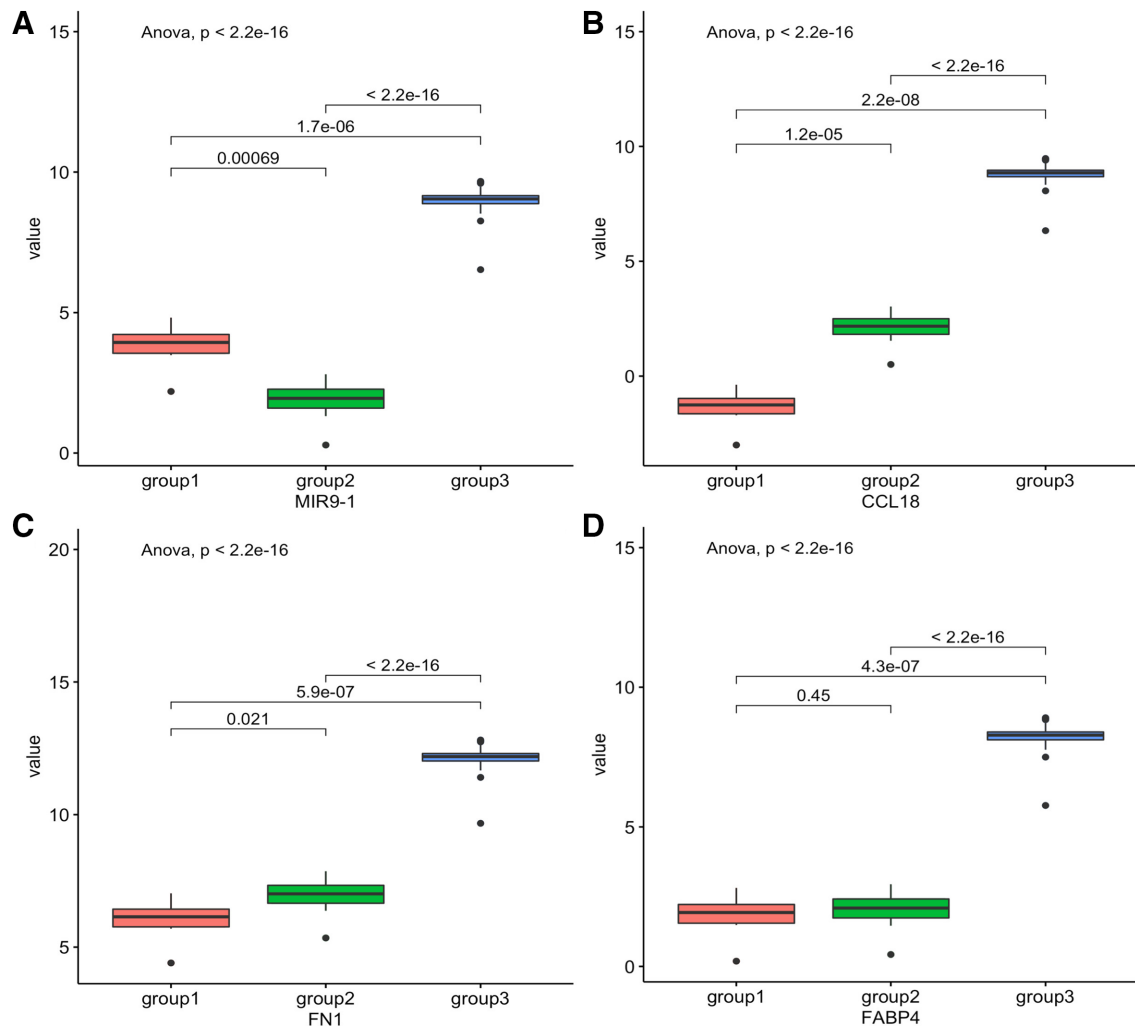 A
Anova, p < 2.2e-16
< 2.2e-16
1.7e-06
0.00069
15
10
5
0
value
group1 group2 group3
MIR9-1
B
Anova, p < 2.2e-16
< 2.2e-16
2.2e-08
1.2e-05
15
10
5
0
value
group1 group2 group3
CCL18
C
Anova, p < 2.2e-16
< 2.2e-16
5.9e-07
0.021
20
15
10
5
value
group1 group2 group3
FN1
D
Anova, p < 2.2e-16
< 2.2e-16
4.3e-07
0.45
15
10
5
0
value
group1 group2 group3
FABP4